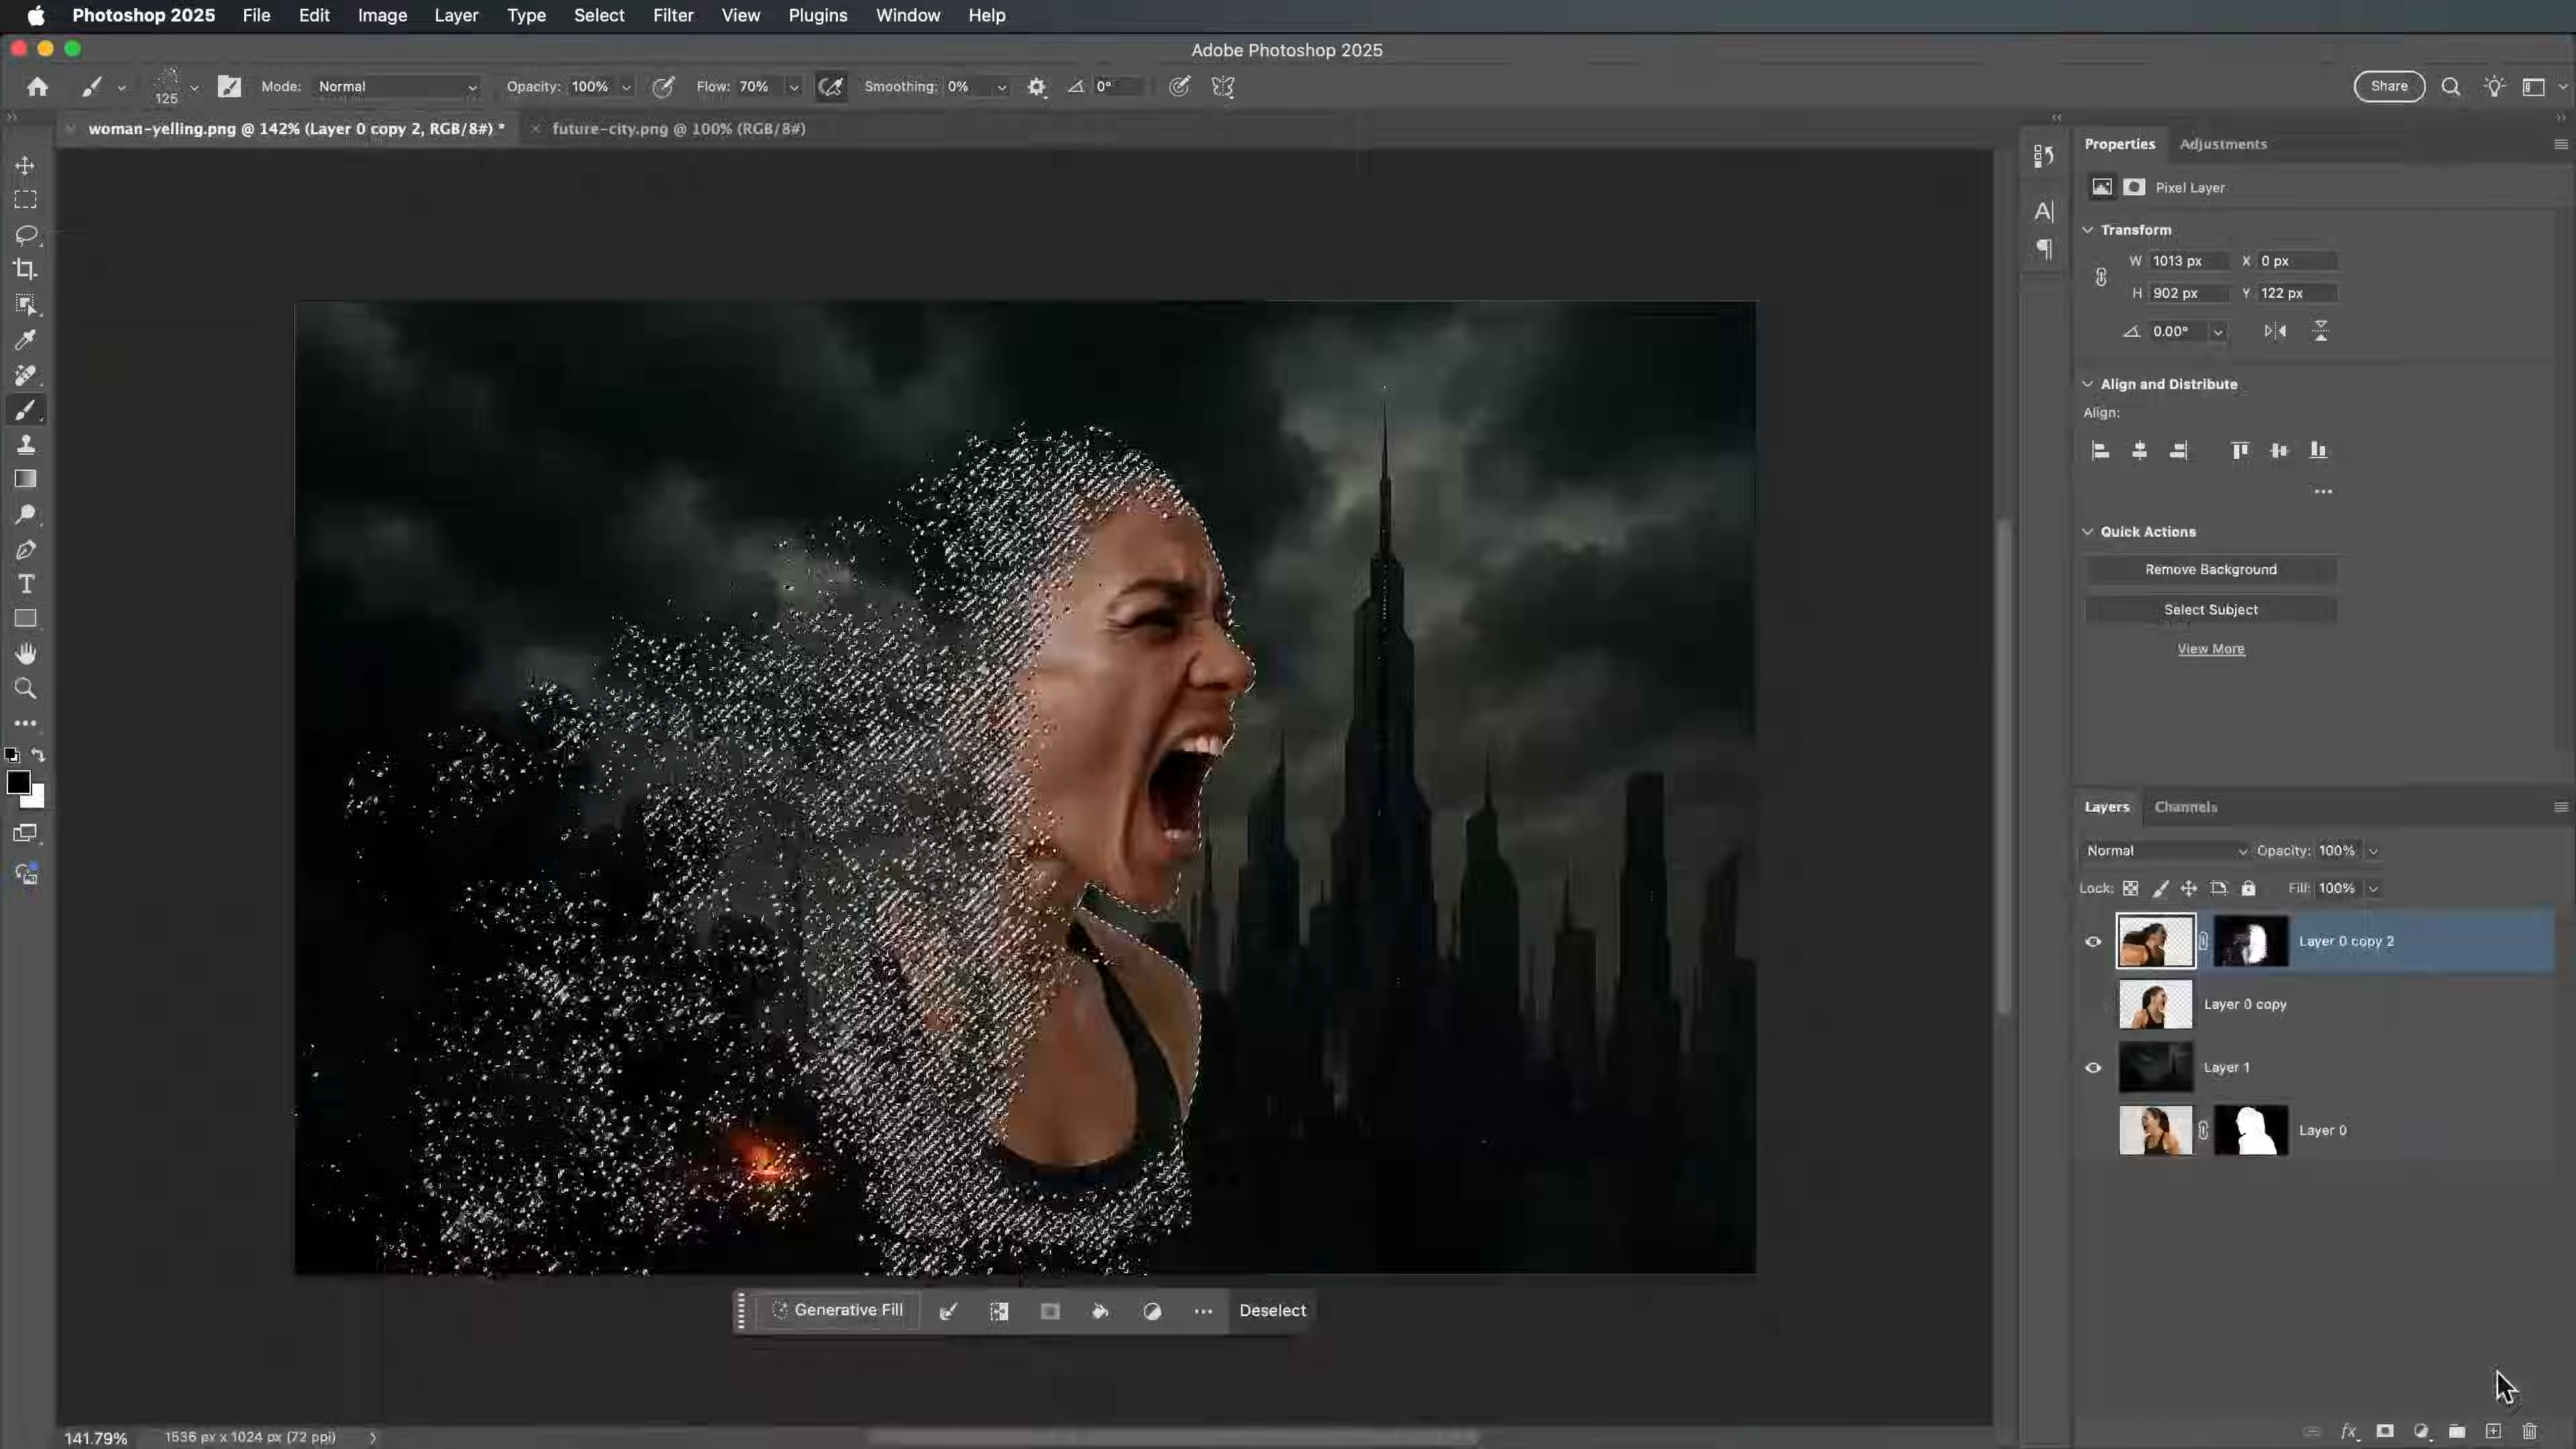 Photoshop 2025 File Edit Image Layer Type Select Filter View Plugins Window Help
Adobe Photoshop 2025
125 Mode: Normal Opacity: 100% Flow: 70% Smoothing: 0% 0° Share
woman-yelling.png @ 142% (Layer 0 copy 2, RGB/8#) * future-city.png @ 100% (RGB/8#)
Properties Adjustments
Pixel Layer
Transform
W 1013 px X 0 px
H 902 px Y 122 px
0.00°
Align and Distribute
Align:
Quick Actions
Remove Background
Select Subject
View More
Layers Channels
Normal Opacity: 100%
Lock: Fill: 100%
Layer 0 copy 2
Layer 0 copy
Layer 1
Layer 0
Generative Fill Deselect
141.79% 1536 px x 1024 px (72 ppi)